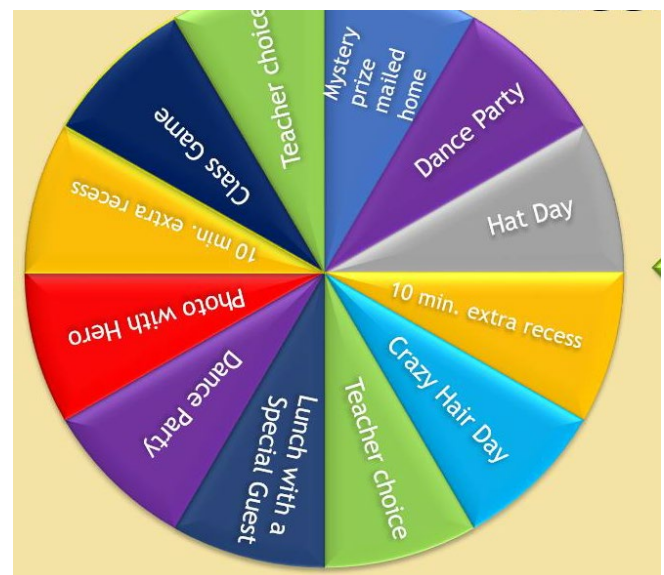 Mystery
prize
mailed
home
Dance Party
Hat Day
10 min. extra recess
Crazy Hair Day
Teacher choice
Lunch with a
Special Guest
Dance Party
Photo with Hero
10 min. extra recess
Class Game
Teacher choice